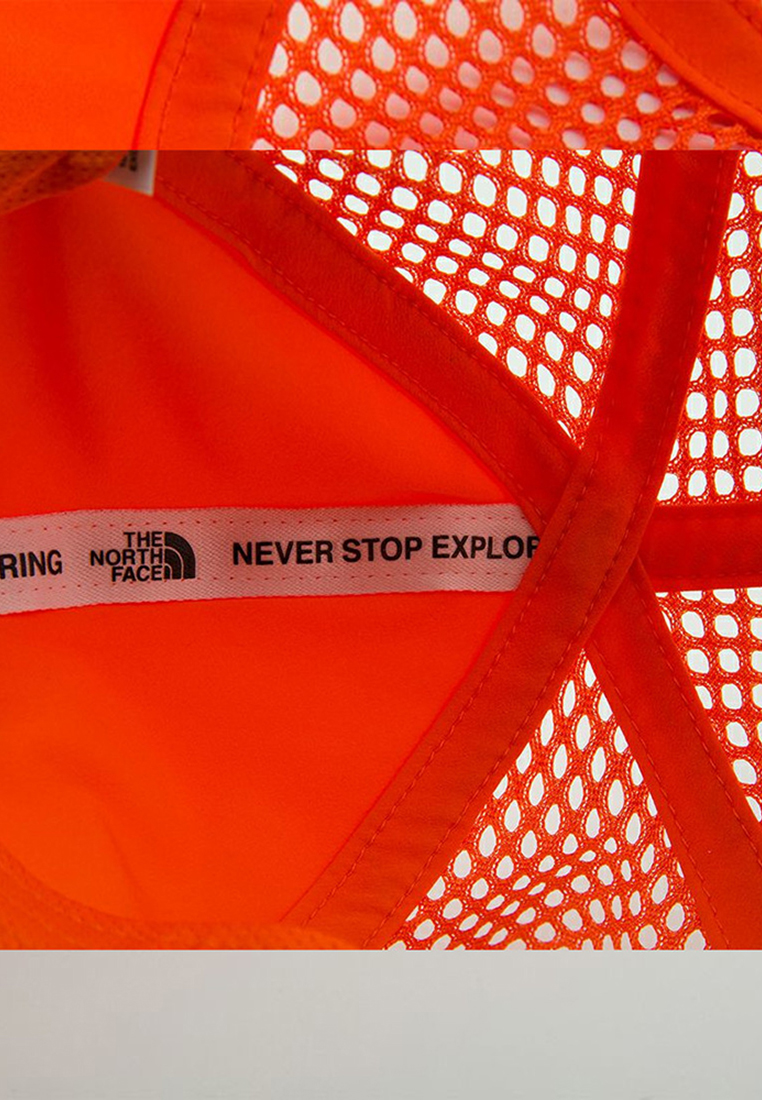 RING
THE
NORTH
FACE
NEVER STOP EXPLOR